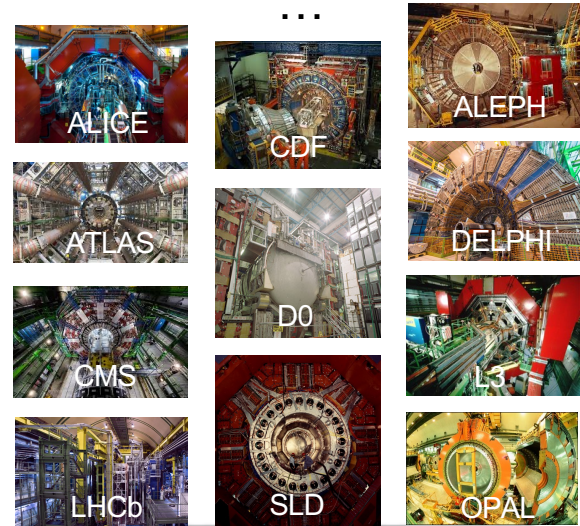 ...
ALICE
ATLAS
CMS
LHCb
CDF
D0
SLD
ALEPH
DELPHI
L3
OPAL